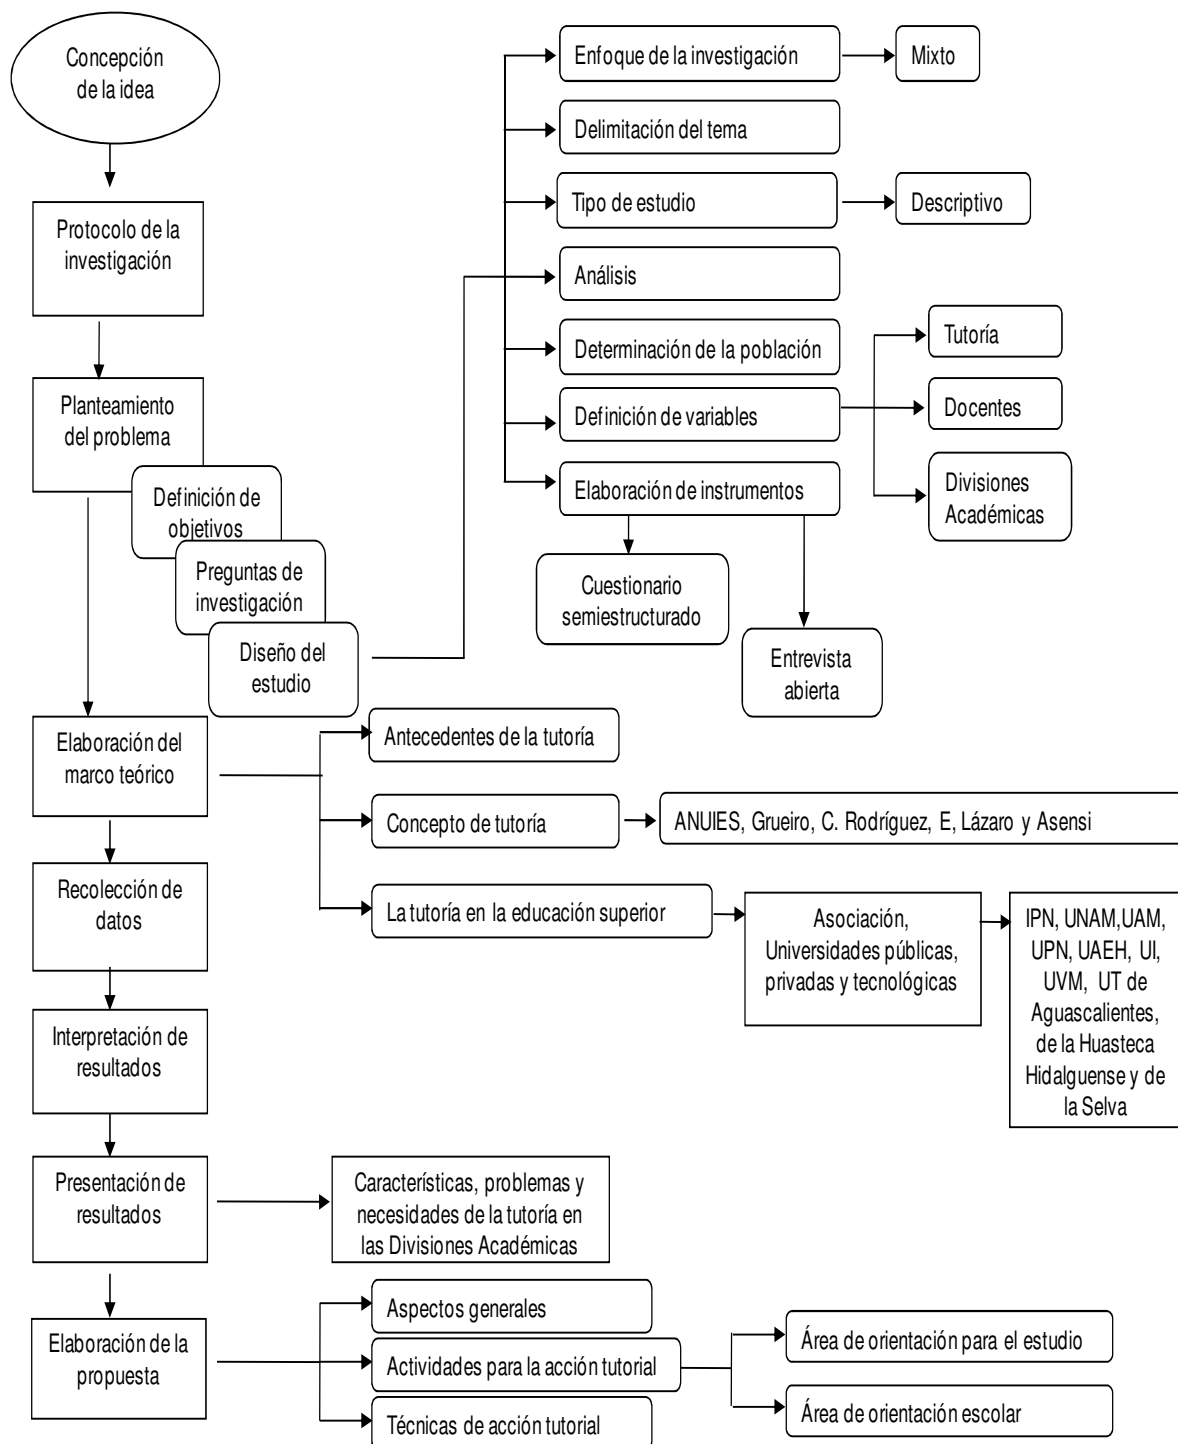 Concepción
de la idea
Protocolo de la
investigación
Planteamiento
del problema
Definición de
objetivos
Preguntas de
investigación
Diseño del
estudio
Enfoque de la investigación
Mixto
Delimitación del tema
Tipo de estudio
Descriptivo
Análisis
Determinación de la población
Definición de variables
Tutoría
Docentes
Divisiones
Académicas
Elaboración de instrumentos
Cuestionario
semiestructurado
Entrevista
abierta
Elaboración del
marco teórico
Antecedentes de la tutoría
Concepto de tutoría
ANUIES, Grueiro, C. Rodríguez, E, Lázaro y Asensi
La tutoría en la educación superior
Asociación,
Universidades públicas,
privadas y tecnológicas
IPN, UNAM,UAM,
UPN, UAEH, UI,
UVM, UT de
Aguascalientes,
de la Huasteca
Hidalguense y de
la Selva
Recolección de
datos
Interpretación de
resultados
Presentación de
resultados
Características, problemas y
necesidades de la tutoría en
las Divisiones Académicas
Elaboración de la
propuesta
Aspectos generales
Actividades para la acción tutorial
Área de orientación para el estudio
Área de orientación escolar
Técnicas de acción tutorial